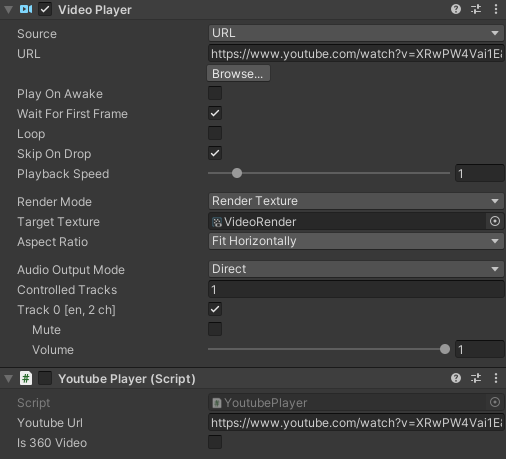 Video Player
Source URL
URL https://www.youtube.com/watch?v=XRwPW4Vai1E
Browse...
Play On Awake
Wait For First Frame
Loop
Skip On Drop
Playback Speed 1
Render Mode Render Texture
Target Texture VideoRender
Aspect Ratio Fit Horizontally
Audio Output Mode Direct
Controlled Tracks 1
Track 0 [en, 2 ch]
Mute
Volume 1
# Youtube Player (Script)
Script YoutubePlayer
Youtube Url https://www.youtube.com/watch?v=XRwPW4Vai1E
Is 360 Video